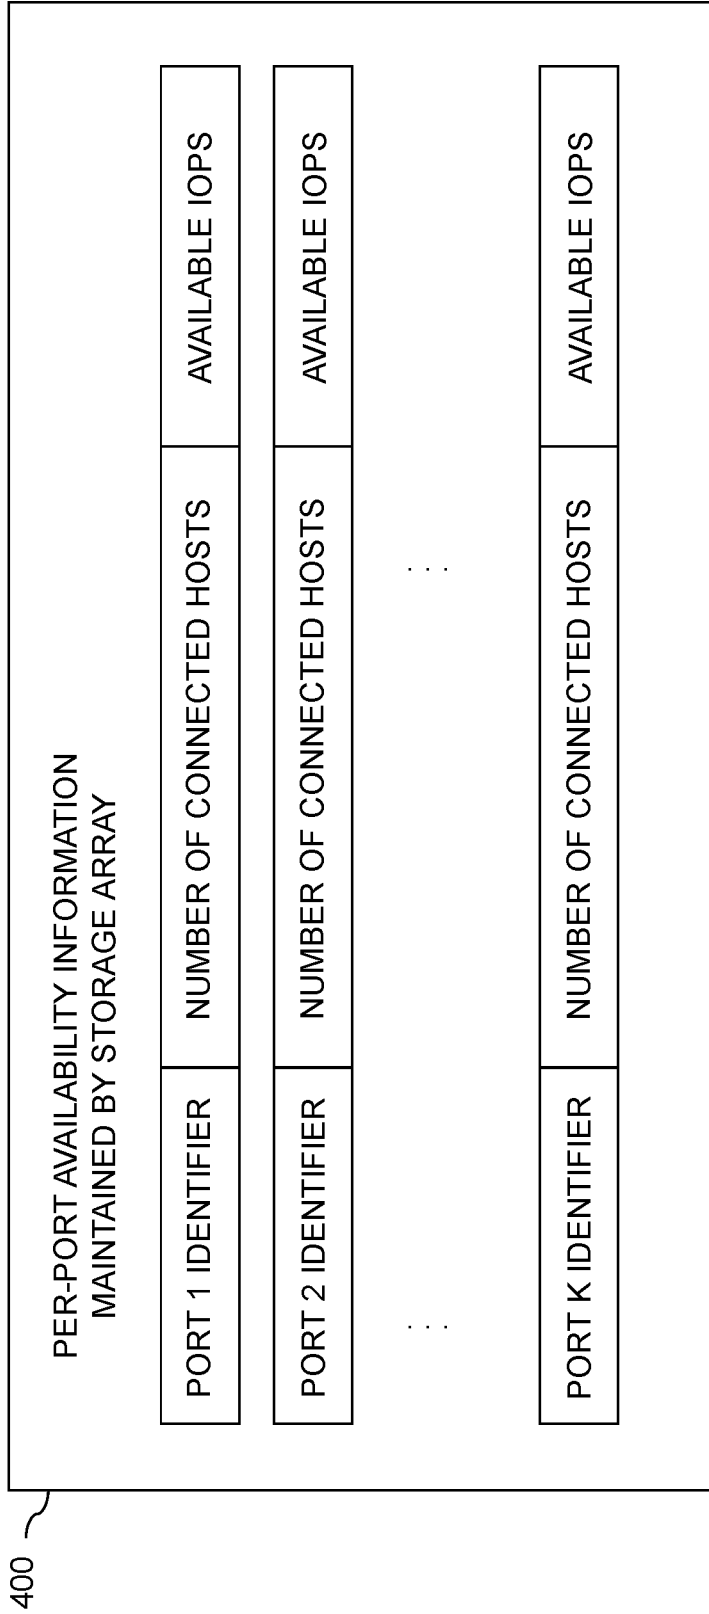 400
PER-PORT AVAILABILITY INFORMATION
MAINTAINED BY STORAGE ARRAY
PORT 1 IDENTIFIER NUMBER OF CONNECTED HOSTS AVAILABLE IOPS
PORT 2 IDENTIFIER NUMBER OF CONNECTED HOSTS AVAILABLE IOPS
. . . . . .
PORT K IDENTIFIER NUMBER OF CONNECTED HOSTS AVAILABLE IOPS